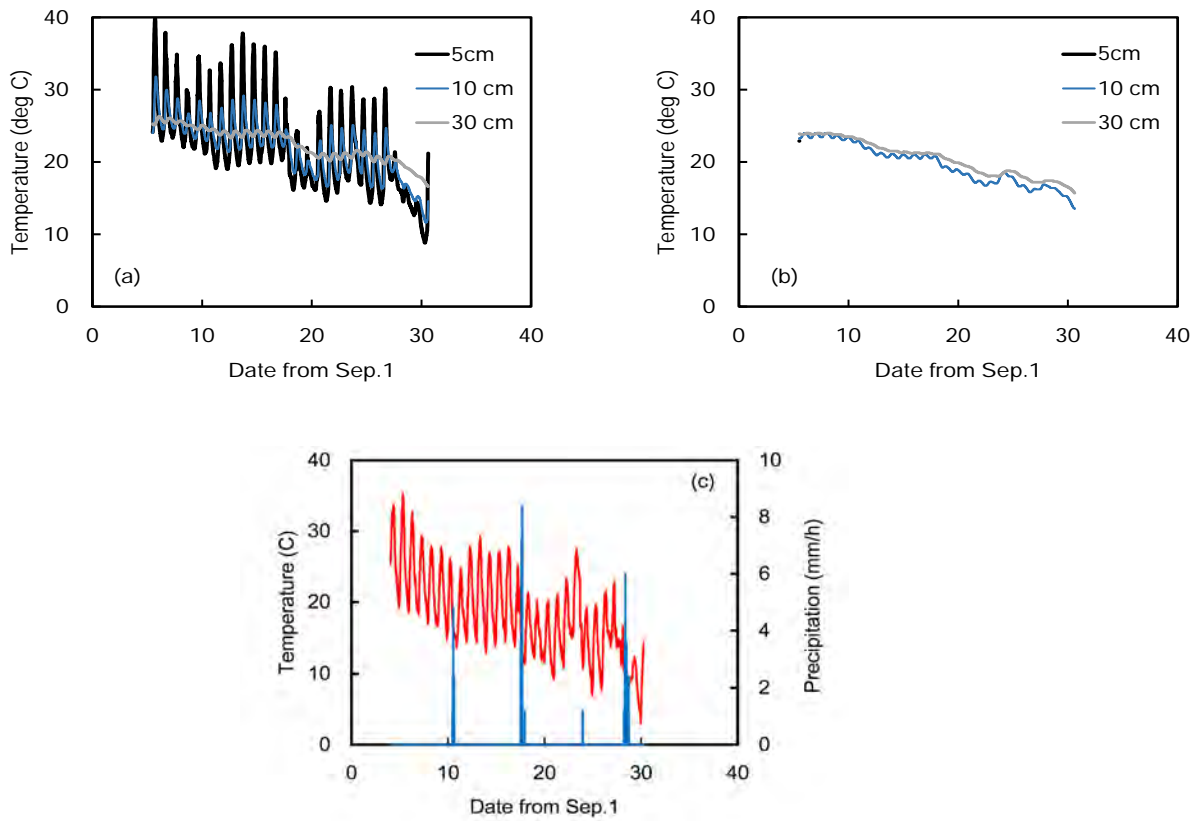 40
30
20
10
0
Temperature (deg C)
5cm
10 cm
30 cm
(a)
0 10 20 30 40
Date from Sep.1
40
30
20
10
0
Temperature (deg C)
5cm
10 cm
30 cm
(b)
0 10 20 30 40
Date from Sep.1
40
30
20
10
0
Temperature (C)
(c)
10
8
6
4
2
0
Precipitation (mm/h)
0 10 20 30 40
Date from Sep.1